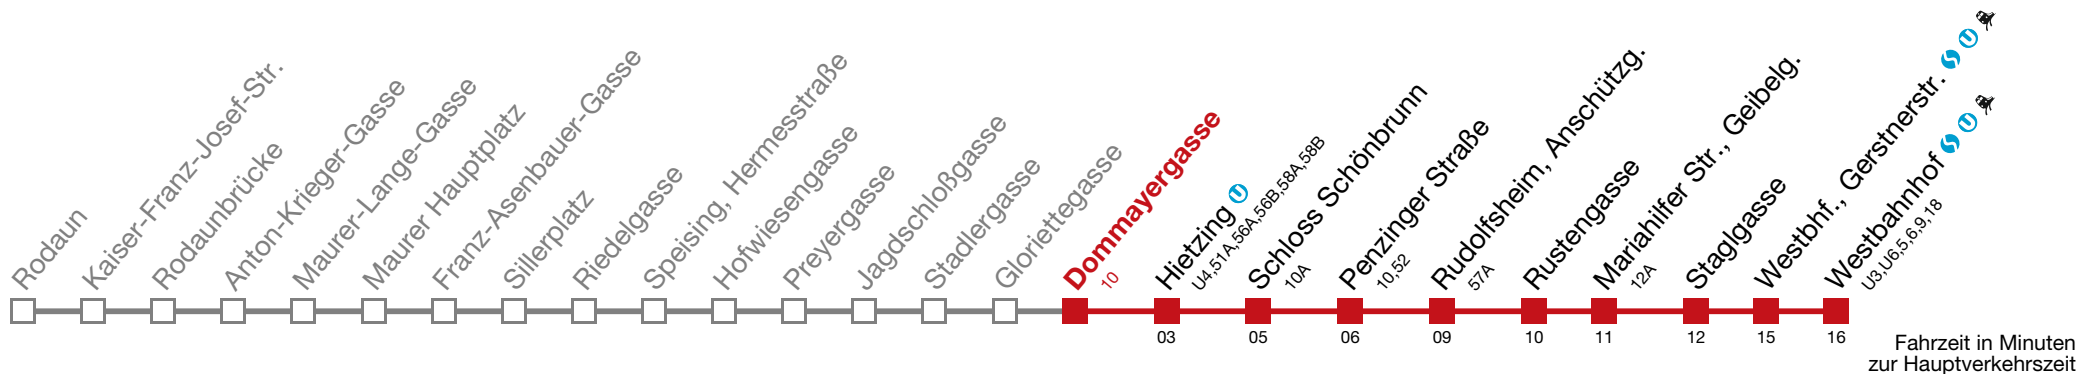 Rodaun
Kaiser-Franz-Josef-Str.
Rodaunbrücke
Anton-Krieger-Gasse
Maurer-Lange-Gasse
Maurer Hauptplatz
Franz-Asenbauer-Gasse
Sillerplatz
Riedelgasse
Speising, Hermesstraße
Hofwiesengasse
Preyergasse
Jagdschloßgasse
Stadlergasse
Gloriettegasse
Dommayergasse
10
Hietzing U
U4,51A,56A,56B,58A,58B
Schloss Schönbrunn
10A
Penzinger Straße
10,52
Rudolfsheim, Anschützg.
57A
Rustengasse
Mariahilfer Str., Geibelg.
12A
Staglgasse
Westbhf., Gerstnerstr. S U
Westbahnhof S U
U3,U6,5,6,9,18
03 05 06 09 10 11 12 15 16
Fahrzeit in Minuten
zur Hauptverkehrszeit